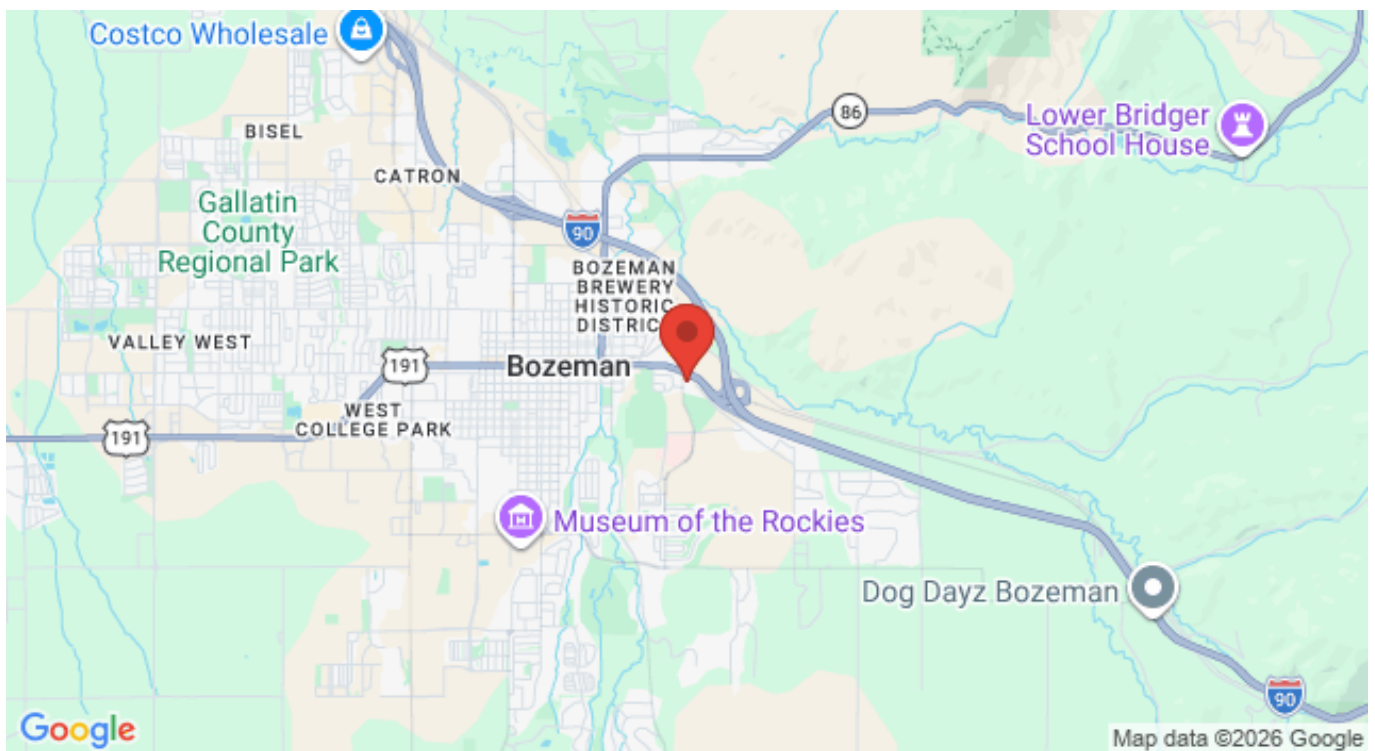 Costco Wholesale
86
Lower Bridger
School House
BISEL
CATRON
Gallatin
County
Regional Park
90
BOZEMAN
BREWERY
HISTORIC
DISTRIC
VALLEY WEST
191
Bozeman
WEST
COLLEGE PARK
191
Museum of the Rockies
Dog Dayz Bozeman
90
Google
Map data ©2026 Google